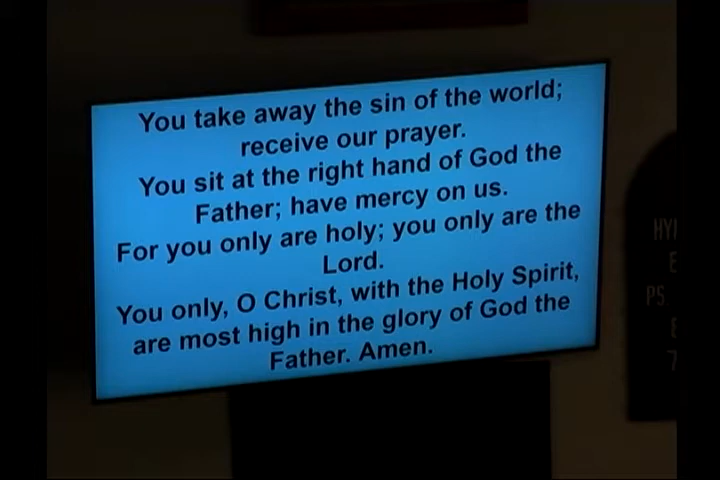 You take away the sin of the world;
receive our prayer.
You sit at the right hand of God the
Father; have mercy on us.
For you only are holy; you only are the
Lord.
You only, O Christ, with the Holy Spirit,
are most high in the glory of God the
Father. Amen.
PS